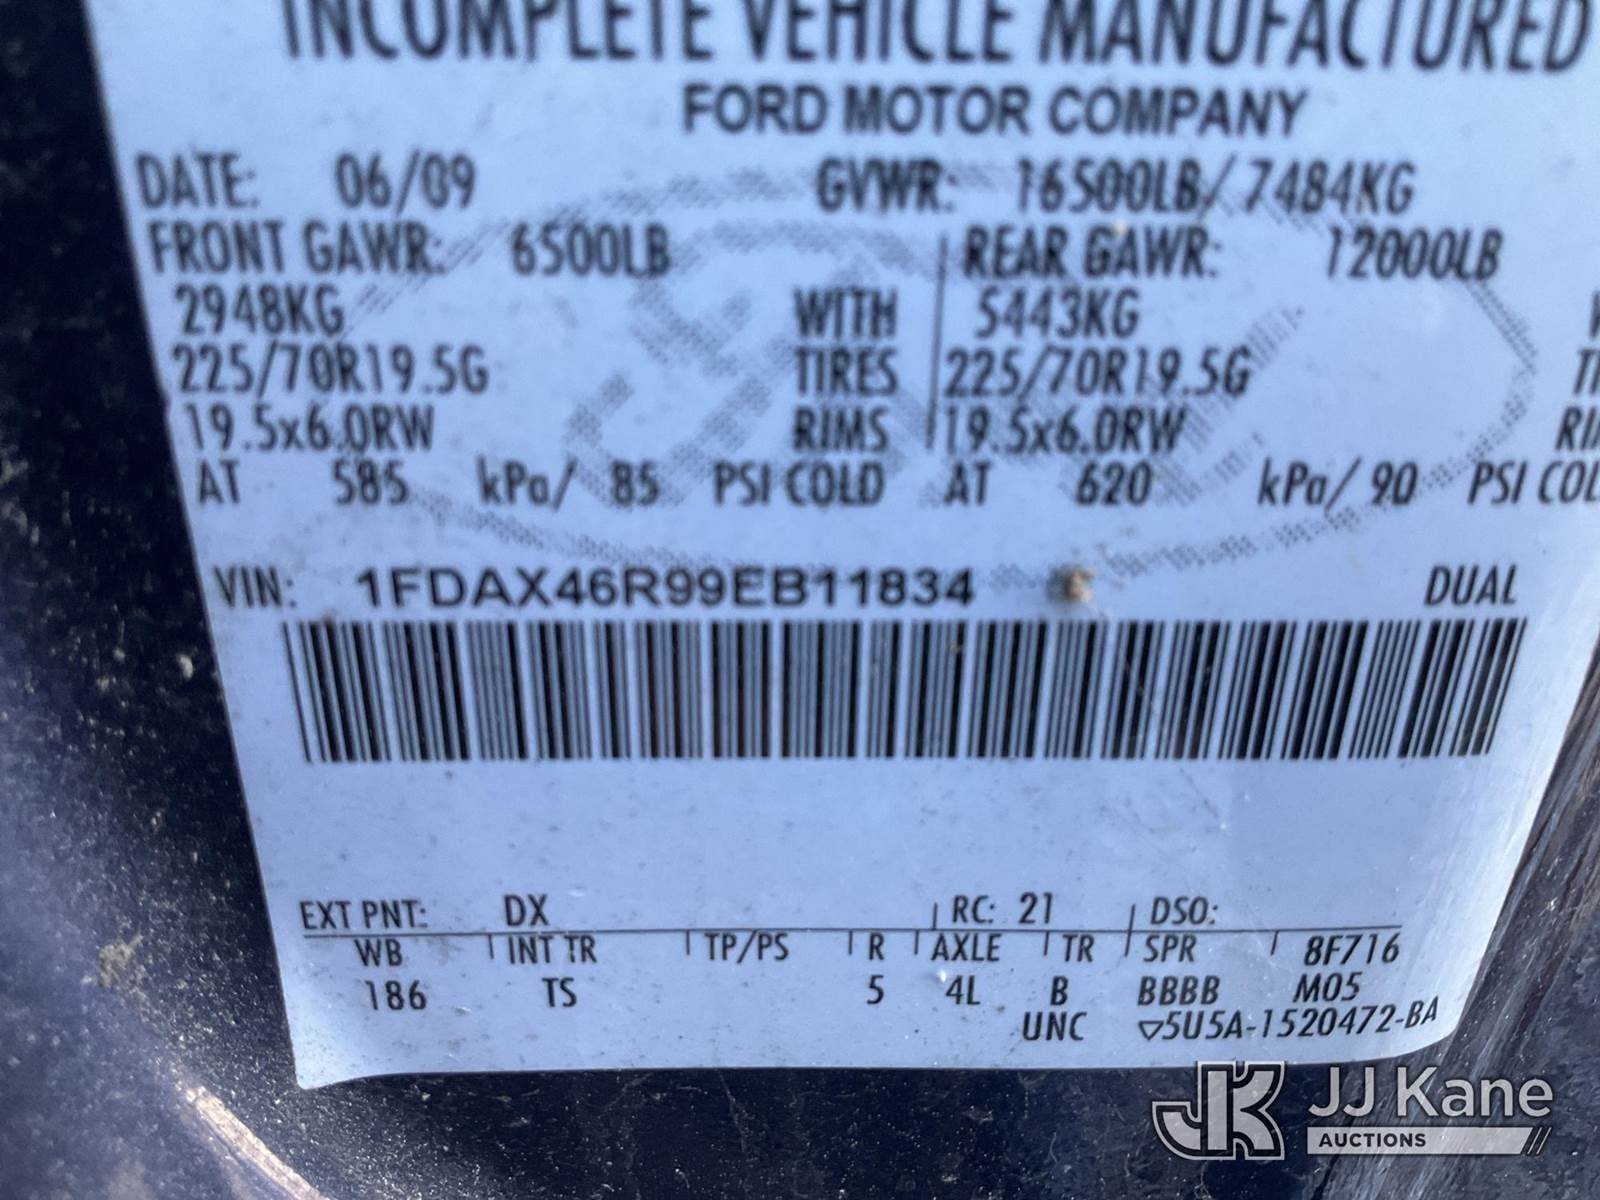 INCOMPLETE VEHICLE MANUFACTURED
FORD MOTOR COMPANY
DATE: 06/09 GVWR: 16500LB/ 7484KG
FRONT GAWR: 6500LB REAR GAWR: 12000LB
2948KG WITH 5443KG
225/70R19.5G TIRES 225/70R19.5G
19.5x6.0RW RIMS 19.5x6.0RW
AT 585 kPa/ 85 PSI COLD AT 620 kPa/ 90 PSI COL
VIN: 1FDAX46R99EB11834 DUAL
EXT PNT: DX RC: 21 DSO:
WB INT TR TP/PS R AXLE TR SPR 8F716
186 TS 5 4L B BBBB M05
UNC ▽5U5A-1520472-BA
JK JJ Kane
AUCTIONS